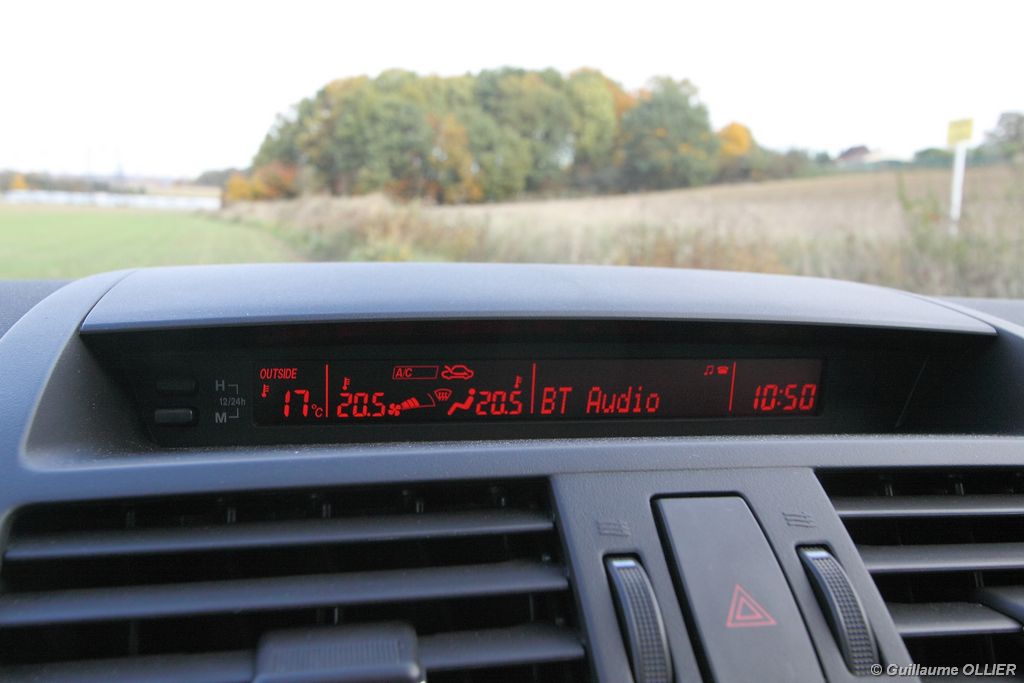 OUTSIDE A/C
H 17°C 20.5 20.5 BT Audio 10:50
12/24h
M
© Guillaume OLLIER